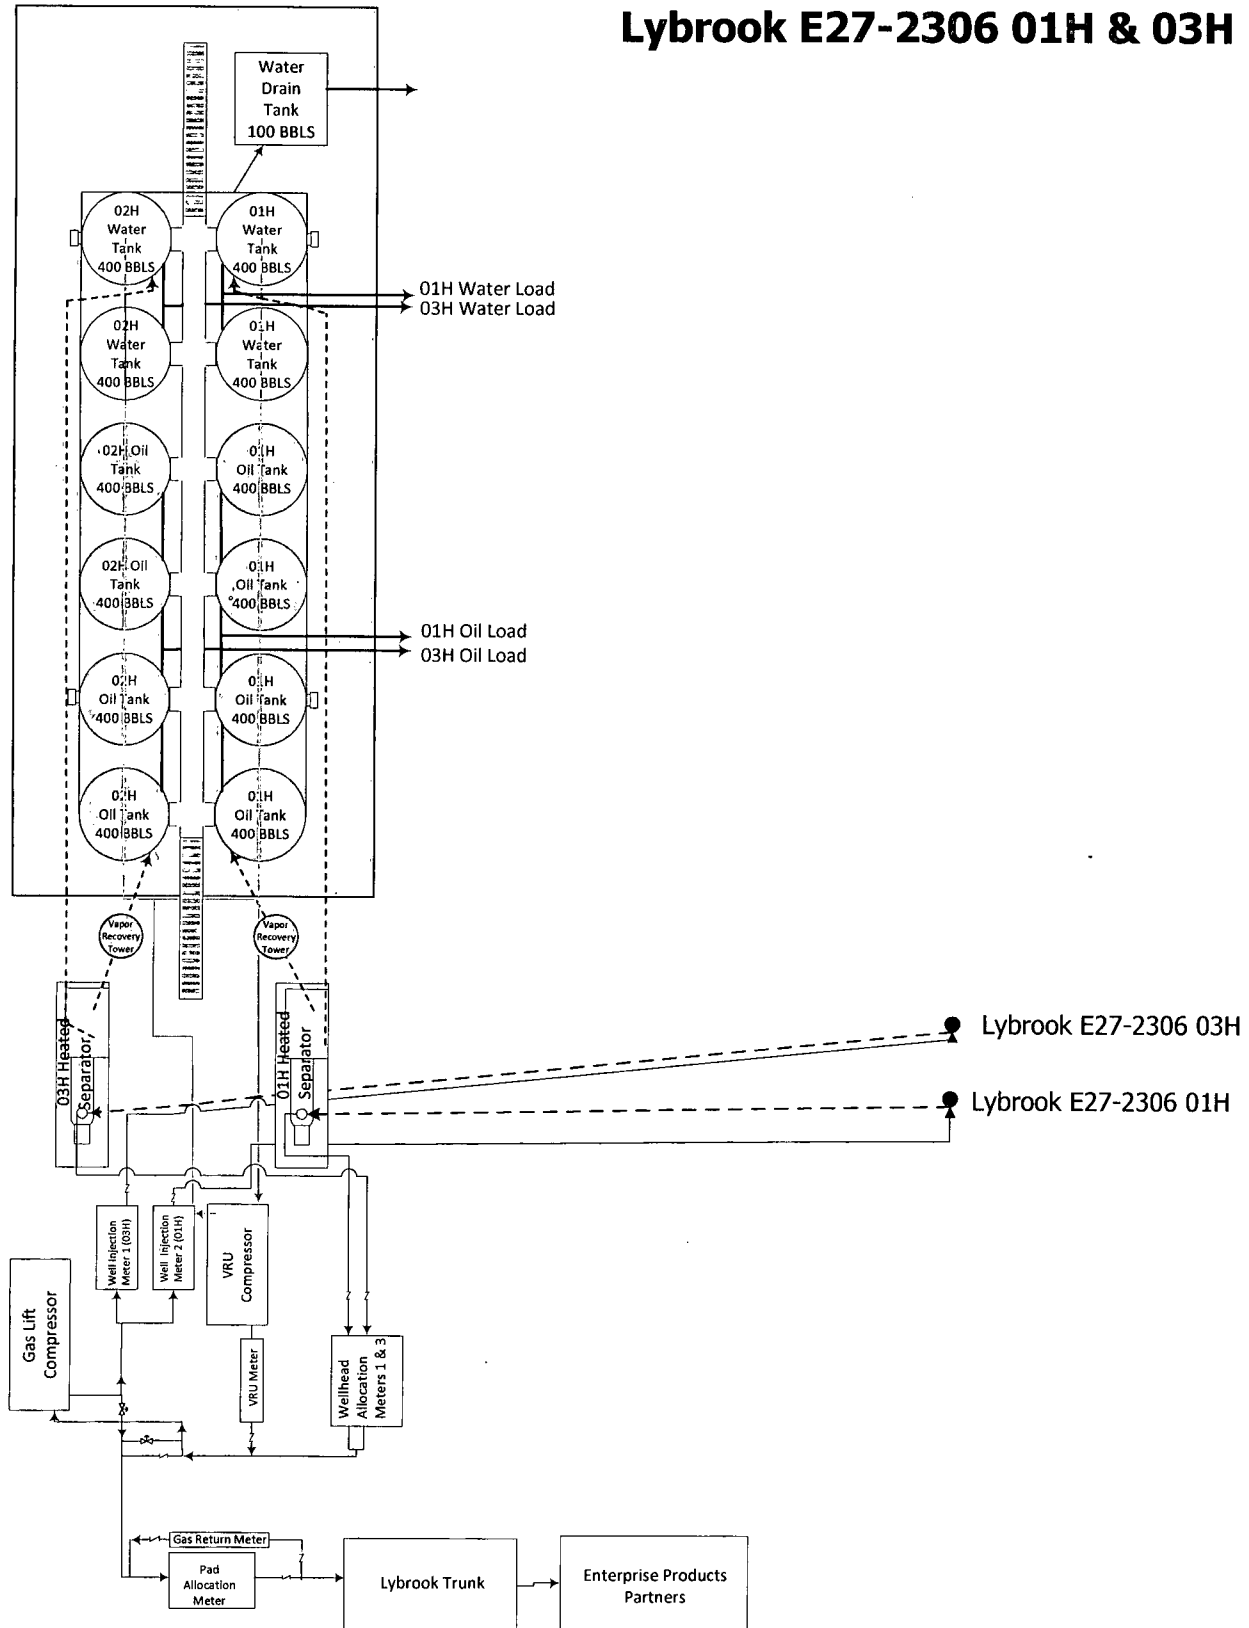 Lybrook E27-2306 01H & 03H
Water
Drain
Tank
100 BBLS
02H
Water
Tank
400 BBLS
01H
Water
Tank
400 BBLS
01H Water Load
03H Water Load
02H
Water
Tank
400 BBLS
01H
Water
Tank
400 BBLS
02H Oil
Tank
400 BBLS
01H
Oil Tank
400 BBLS
02H Oil
Tank
400 BBLS
01H
Oil Tank
400 BBLS
01H Oil Load
03H Oil Load
02H
Oil Tank
400 BBLS
01H
Oil Tank
400 BBLS
02H
Oil Tank
400 BBLS
01H
Oil Tank
400 BBLS
Vapor
Recovery
Tower
Vapor
Recovery
Tower
03H Heated
Separator
01H Heated
Separator
Lybrook E27-2306 03H
Lybrook E27-2306 01H
Well Injection
Meter 1 (03H)
Well Injection
Meter 2 (01H)
VRU
Compressor
Gas Lift
Compressor
VRU Meter
Wellhead
Allocation
Meters 1 & 3
Gas Return Meter
Pad
Allocation
Meter
Lybrook Trunk
Enterprise Products
Partners